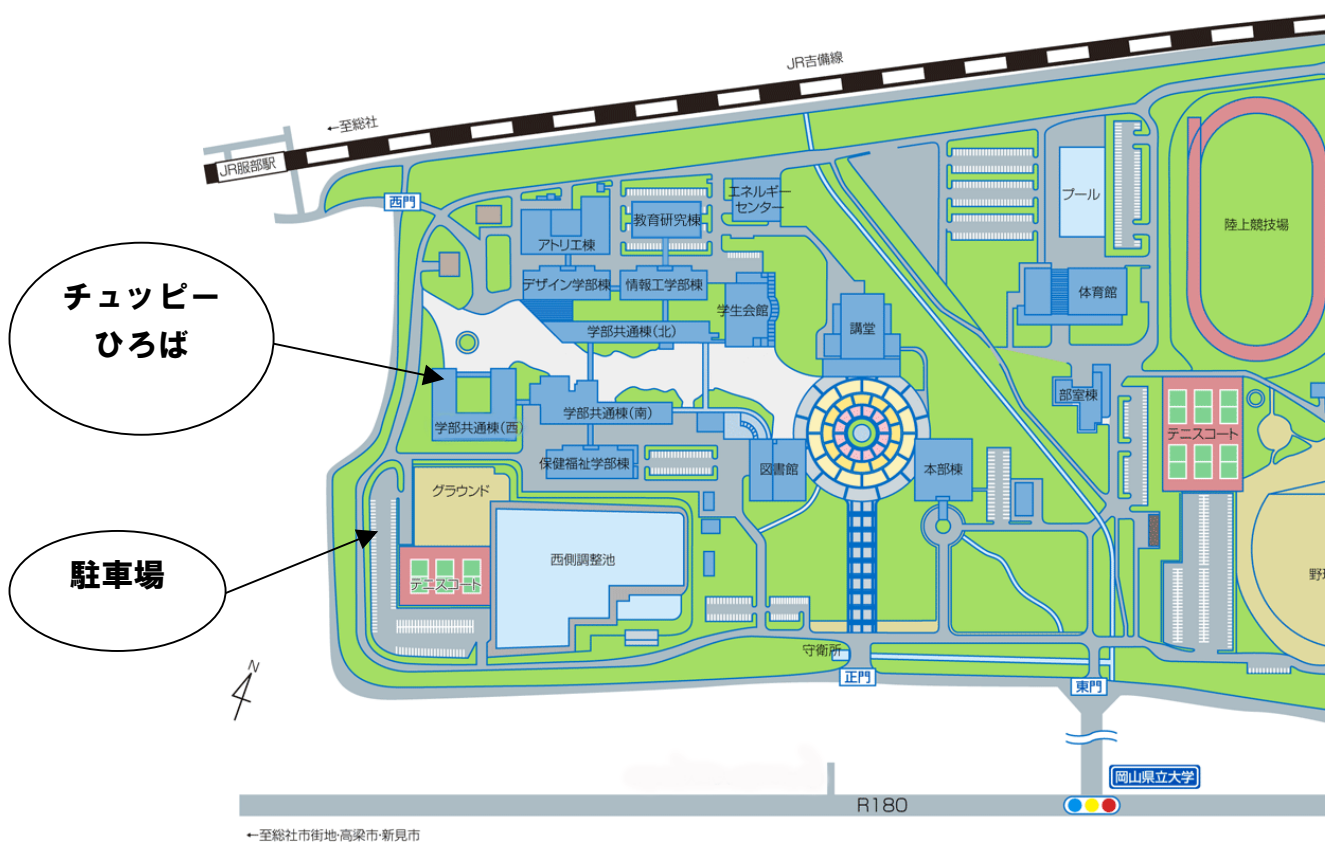 JR吉備線
←至総社
JR服部駅
西門
エネルギー
センター
プール
教育研究棟
アトリエ棟
陸上競技場
チュッピー
ひろば
デザイン学部棟
情報工学部棟
体育館
学生会館
講堂
学部共通棟(北)
部室棟
学部共通棟(南)
学部共通棟(西)
テニスコート
保健福祉学部棟
図書館
本部棟
グラウンド
西側調整池
駐車場
テニスコート
野球
守衛所
N
正門
東門
岡山県立大学
R180
←至総社市街地・高梁市・新見市